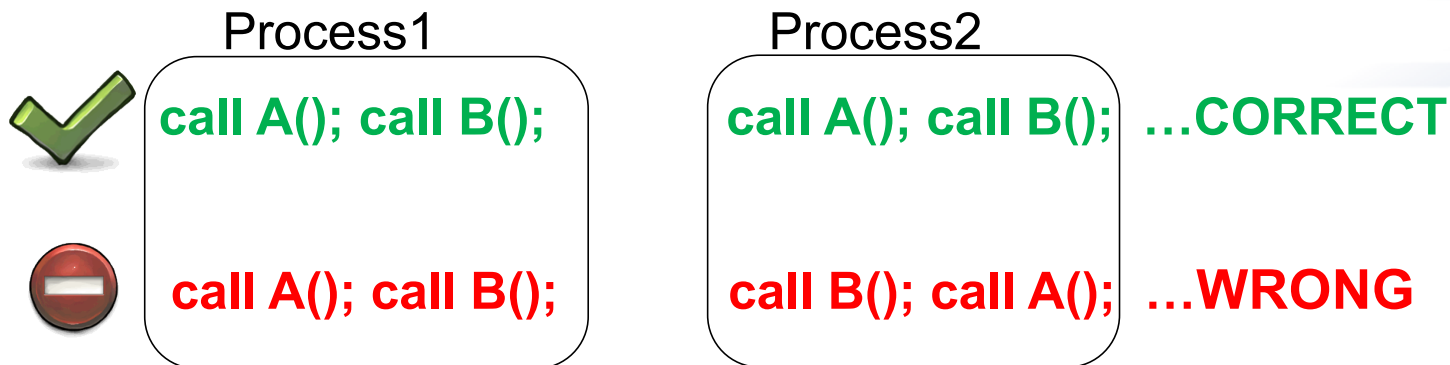 Process1 Process2
call A(); call B(); call A(); call B(); ...CORRECT
call A(); call B(); call B(); call A(); ...WRONG